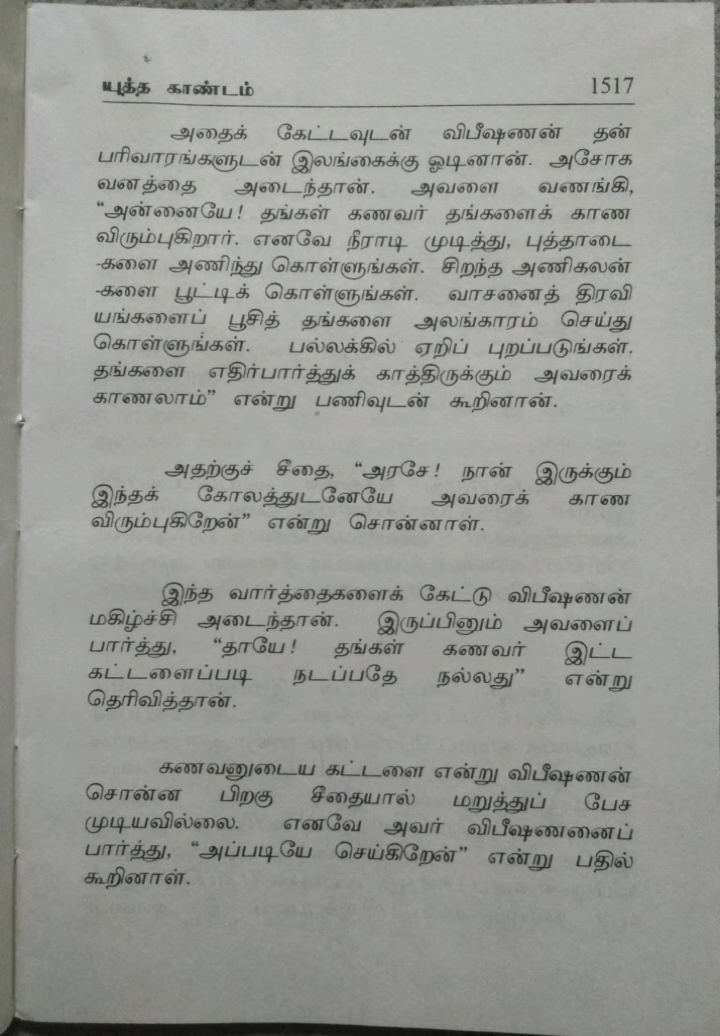 யுத்த காண்டம் 1517
அதைக் கேட்டவுடன் விபீஷணன் தன்
பரிவாரங்களுடன் இலங்கைக்கு ஓடினான். அசோக
வனத்தை அடைந்தான். அவளை வணங்கி,
“அன்னையே! தங்கள் கணவர் தங்களைக் காண
விரும்புகிறார். எனவே நீராடி முடித்து, புத்தாடை
-களை அணிந்து கொள்ளுங்கள். சிறந்த அணிகலன்
-களை பூட்டிக் கொள்ளுங்கள். வாசனைத் திரவி
யங்களைப் பூசித் தங்களை அலங்காரம் செய்து
கொள்ளுங்கள். பல்லக்கில் ஏறிப் புறப்படுங்கள்.
தங்களை எதிர்பார்த்துக் காத்திருக்கும் அவரைக்
காணலாம்” என்று பணிவுடன் கூறினான்.
அதற்குச் சீதை, “அரசே! நான் இருக்கும்
இந்தக் கோலத்துடனேயே அவரைக் காண
விரும்புகிறேன்” என்று சொன்னாள்.
இந்த வார்த்தைகளைக் கேட்டு விபீஷணன்
மகிழ்ச்சி அடைந்தான். இருப்பினும் அவளைப்
பார்த்து, “தாயே! தங்கள் கணவர் இட்ட
கட்டளைப்படி நடப்பதே நல்லது” என்று
தெரிவித்தான்.
கணவனுடைய கட்டளை என்று விபீஷணன்
சொன்ன பிறகு சீதையால் மறுத்துப் பேச
முடியவில்லை. எனவே அவர் விபீஷணனைப்
பார்த்து, “அப்படியே செய்கிறேன்” என்று பதில்
கூறினாள்.